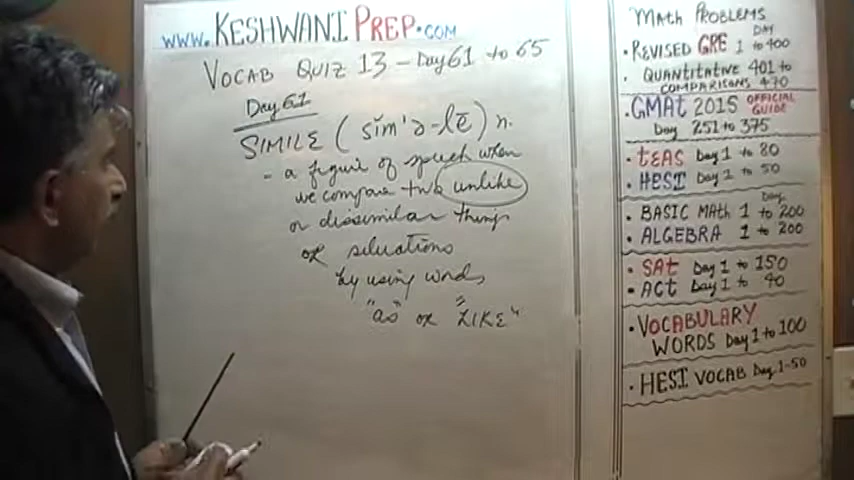 www.KESHWANI PREP.com
VOCAB QUIZ 13 - Day 61 to 65
Day 61
SIMILE (sĭm'ə-lē) n.
- a figure of speech when
we compare two unlike
or dissimilar things
or situations
by using words
"as" or "LIKE"
MATH PROBLEMS
DAY
• REVISED GRE 1 to 400
• QUANTITATIVE 401 to
COMPARISONS 470
• GMAT 2015 OFFICIAL GUIDE
Day 251 to 375
• tEAS Day 1 to 80
• HESI Day 1 to 50
Day
• BASIC MATH 1 to 200
• ALGEBRA 1 to 200
• SAt Day 1 to 150
• ACt Day 1 to 40
• VOCABULARY
WORDS Day 1 to 100
• HESI VOCAB Day 1-50